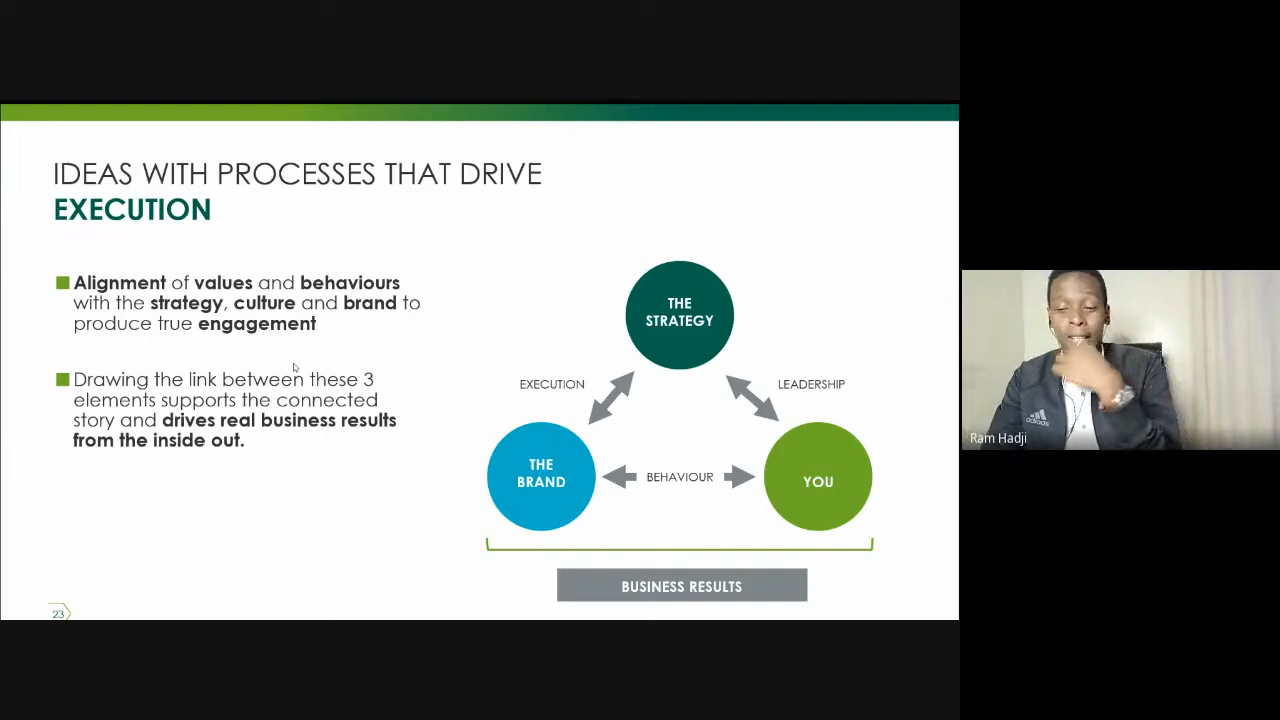 IDEAS WITH PROCESSES THAT DRIVE
EXECUTION
Alignment of values and behaviours
with the strategy, culture and brand to
produce true engagement
Drawing the link between these 3
elements supports the connected
story and drives real business results
from the inside out.
THE
STRATEGY
EXECUTION
LEADERSHIP
THE
BRAND
BEHAVIOUR
YOU
BUSINESS RESULTS
23
adidas
Ram Hadji